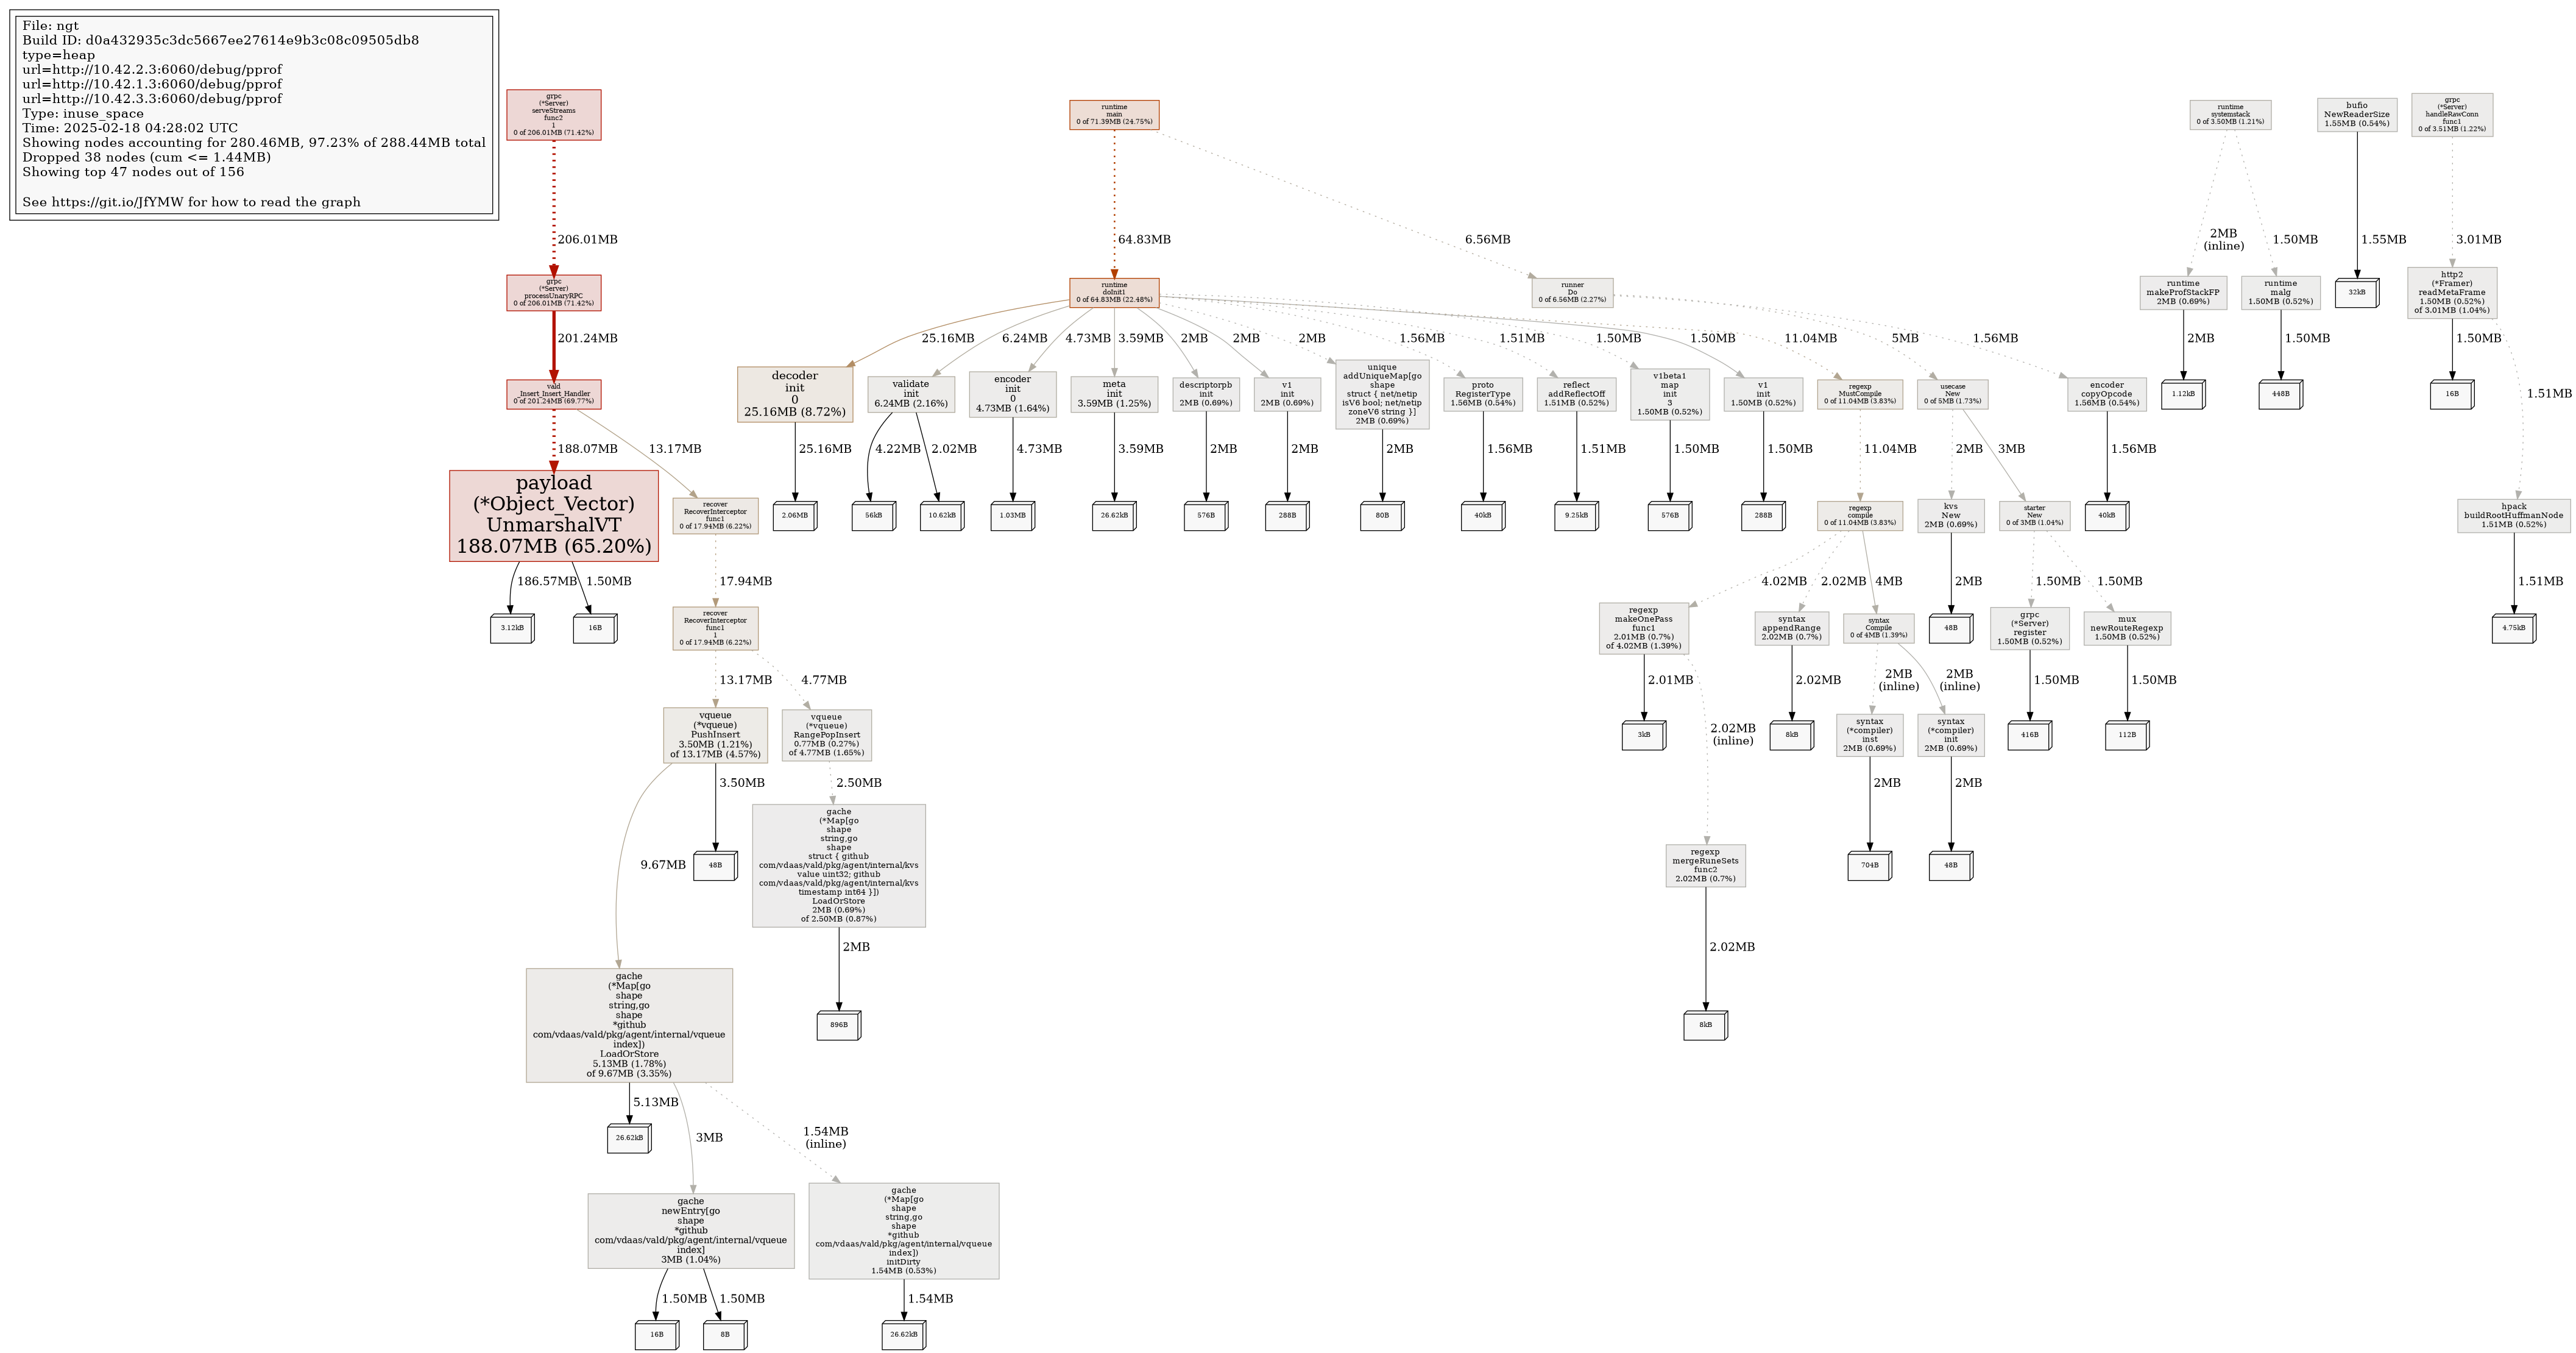 File: ngt
Build ID: d0a432935c3dc5667ee27614e9b3c08c09505db8
type=heap
url=http://10.42.2.3:6060/debug/pprof
url=http://10.42.1.3:6060/debug/pprof
url=http://10.42.3.3:6060/debug/pprof
Type: inuse_space
Time: 2025-02-18 04:28:02 UTC
Showing nodes accounting for 280.46MB, 97.23% of 288.44MB total
Dropped 38 nodes (cum <= 1.44MB)
Showing top 47 nodes out of 156
See https://git.io/JfYMW for how to read the graph
grpc
(*Server)
serveStreams
func2
1
0 of 206.01MB (71.42%)
runtime
main
0 of 71.39MB (24.75%)
runtime
systemstack
0 of 3.50MB (1.21%)
bufio
NewReaderSize
1.55MB (0.54%)
grpc
(*Server)
handleRawConn
func1
0 of 3.51MB (1.22%)
206.01MB
64.83MB
6.56MB
2MB
(inline)
1.50MB
1.55MB
3.01MB
grpc
(*Server)
processUnaryRPC
0 of 206.01MB (71.42%)
runtime
doInit1
0 of 64.83MB (22.48%)
runner
Do
0 of 6.56MB (2.27%)
runtime
makeProfStackFP
2MB (0.69%)
runtime
malg
1.50MB (0.52%)
32kB
http2
(*Framer)
readMetaFrame
1.50MB (0.52%)
of 3.01MB (1.04%)
201.24MB
25.16MB
6.24MB
4.73MB
3.59MB
2MB
2MB
2MB
1.56MB
1.51MB
1.50MB
1.50MB
11.04MB
5MB
1.56MB
2MB
1.50MB
1.50MB
1.51MB
vald
_Insert_Insert_Handler
0 of 201.24MB (69.77%)
decoder
init
0
25.16MB (8.72%)
validate
init
6.24MB (2.16%)
encoder
init
0
4.73MB (1.64%)
meta
init
3.59MB (1.25%)
descriptorpb
init
2MB (0.69%)
v1
init
2MB (0.69%)
unique
addUniqueMap[go
shape
struct { net/netip
isV6 bool; net/netip
zoneV6 string }]
2MB (0.69%)
proto
RegisterType
1.56MB (0.54%)
reflect
addReflectOff
1.51MB (0.52%)
v1beta1
map
init
3
1.50MB (0.52%)
v1
init
1.50MB (0.52%)
regexp
MustCompile
0 of 11.04MB (3.83%)
usecase
New
0 of 5MB (1.73%)
encoder
copyOpcode
1.56MB (0.54%)
1.12kB
448B
16B
188.07MB
13.17MB
25.16MB
4.22MB
2.02MB
4.73MB
3.59MB
2MB
2MB
2MB
1.56MB
1.51MB
1.50MB
1.50MB
11.04MB
2MB
3MB
1.56MB
payload
(*Object_Vector)
UnmarshalVT
188.07MB (65.20%)
recover
RecoverInterceptor
func1
0 of 17.94MB (6.22%)
2.06MB
56kB
10.62kB
1.03MB
26.62kB
576B
288B
80B
40kB
9.25kB
576B
288B
regexp
compile
0 of 11.04MB (3.83%)
kvs
New
2MB (0.69%)
starter
New
0 of 3MB (1.04%)
40kB
hpack
buildRootHuffmanNode
1.51MB (0.52%)
186.57MB
1.50MB
17.94MB
4.02MB
2.02MB
4MB
2MB
1.50MB
1.50MB
1.51MB
3.12kB
16B
recover
RecoverInterceptor
func1
1
0 of 17.94MB (6.22%)
regexp
makeOnePass
func1
2.01MB (0.7%)
of 4.02MB (1.39%)
syntax
appendRange
2.02MB (0.7%)
syntax
Compile
0 of 4MB (1.39%)
48B
grpc
(*Server)
register
1.50MB (0.52%)
mux
newRouteRegexp
1.50MB (0.52%)
4.75kB
13.17MB
4.77MB
2.01MB
2.02MB
(inline)
2.02MB
2MB
(inline)
2MB
(inline)
1.50MB
1.50MB
vqueue
(*vqueue)
PushInsert
3.50MB (1.21%)
of 13.17MB (4.57%)
vqueue
(*vqueue)
RangePopInsert
0.77MB (0.27%)
of 4.77MB (1.65%)
3kB
8kB
syntax
(*compiler)
inst
2MB (0.69%)
syntax
(*compiler)
init
2MB (0.69%)
416B
112B
9.67MB
3.50MB
2.50MB
2MB
2MB
48B
gache
(*Map[go
shape
string,go
shape
struct { github
com/vdaas/vald/pkg/agent/internal/kvs
value uint32; github
com/vdaas/vald/pkg/agent/internal/kvs
timestamp int64 }])
LoadOrStore
2MB (0.69%)
of 2.50MB (0.87%)
regexp
mergeRuneSets
func2
2.02MB (0.7%)
704B
48B
2MB
2.02MB
gache
(*Map[go
shape
string,go
shape
*github
com/vdaas/vald/pkg/agent/internal/vqueue
index])
LoadOrStore
5.13MB (1.78%)
of 9.67MB (3.35%)
896B
8kB
5.13MB
3MB
1.54MB
(inline)
26.62kB
gache
newEntry[go
shape
*github
com/vdaas/vald/pkg/agent/internal/vqueue
index]
3MB (1.04%)
gache
(*Map[go
shape
string,go
shape
*github
com/vdaas/vald/pkg/agent/internal/vqueue
index])
initDirty
1.54MB (0.53%)
1.50MB
1.50MB
1.54MB
16B
8B
26.62kB